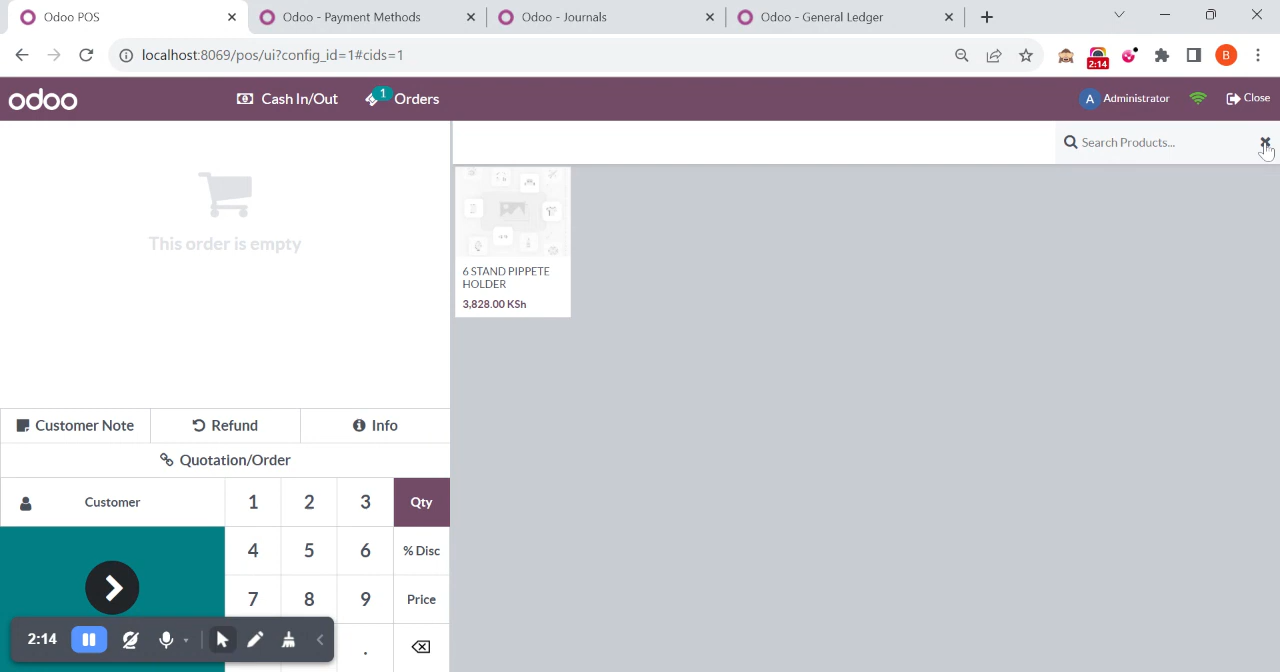 Odoo POS
Odoo - Payment Methods
Odoo - Journals
Odoo - General Ledger
localhost:8069/pos/ui?config_id=1#cids=1
2:14
B
odoo
Cash In/Out
1
Orders
A
Administrator
Close
Search Products...
This order is empty
6 STAND PIPPETE
HOLDER
3,828.00 KSh
Customer Note
Refund
Info
Quotation/Order
Customer
1
2
3
Qty
4
5
6
% Disc
7
8
9
Price
.
2:14